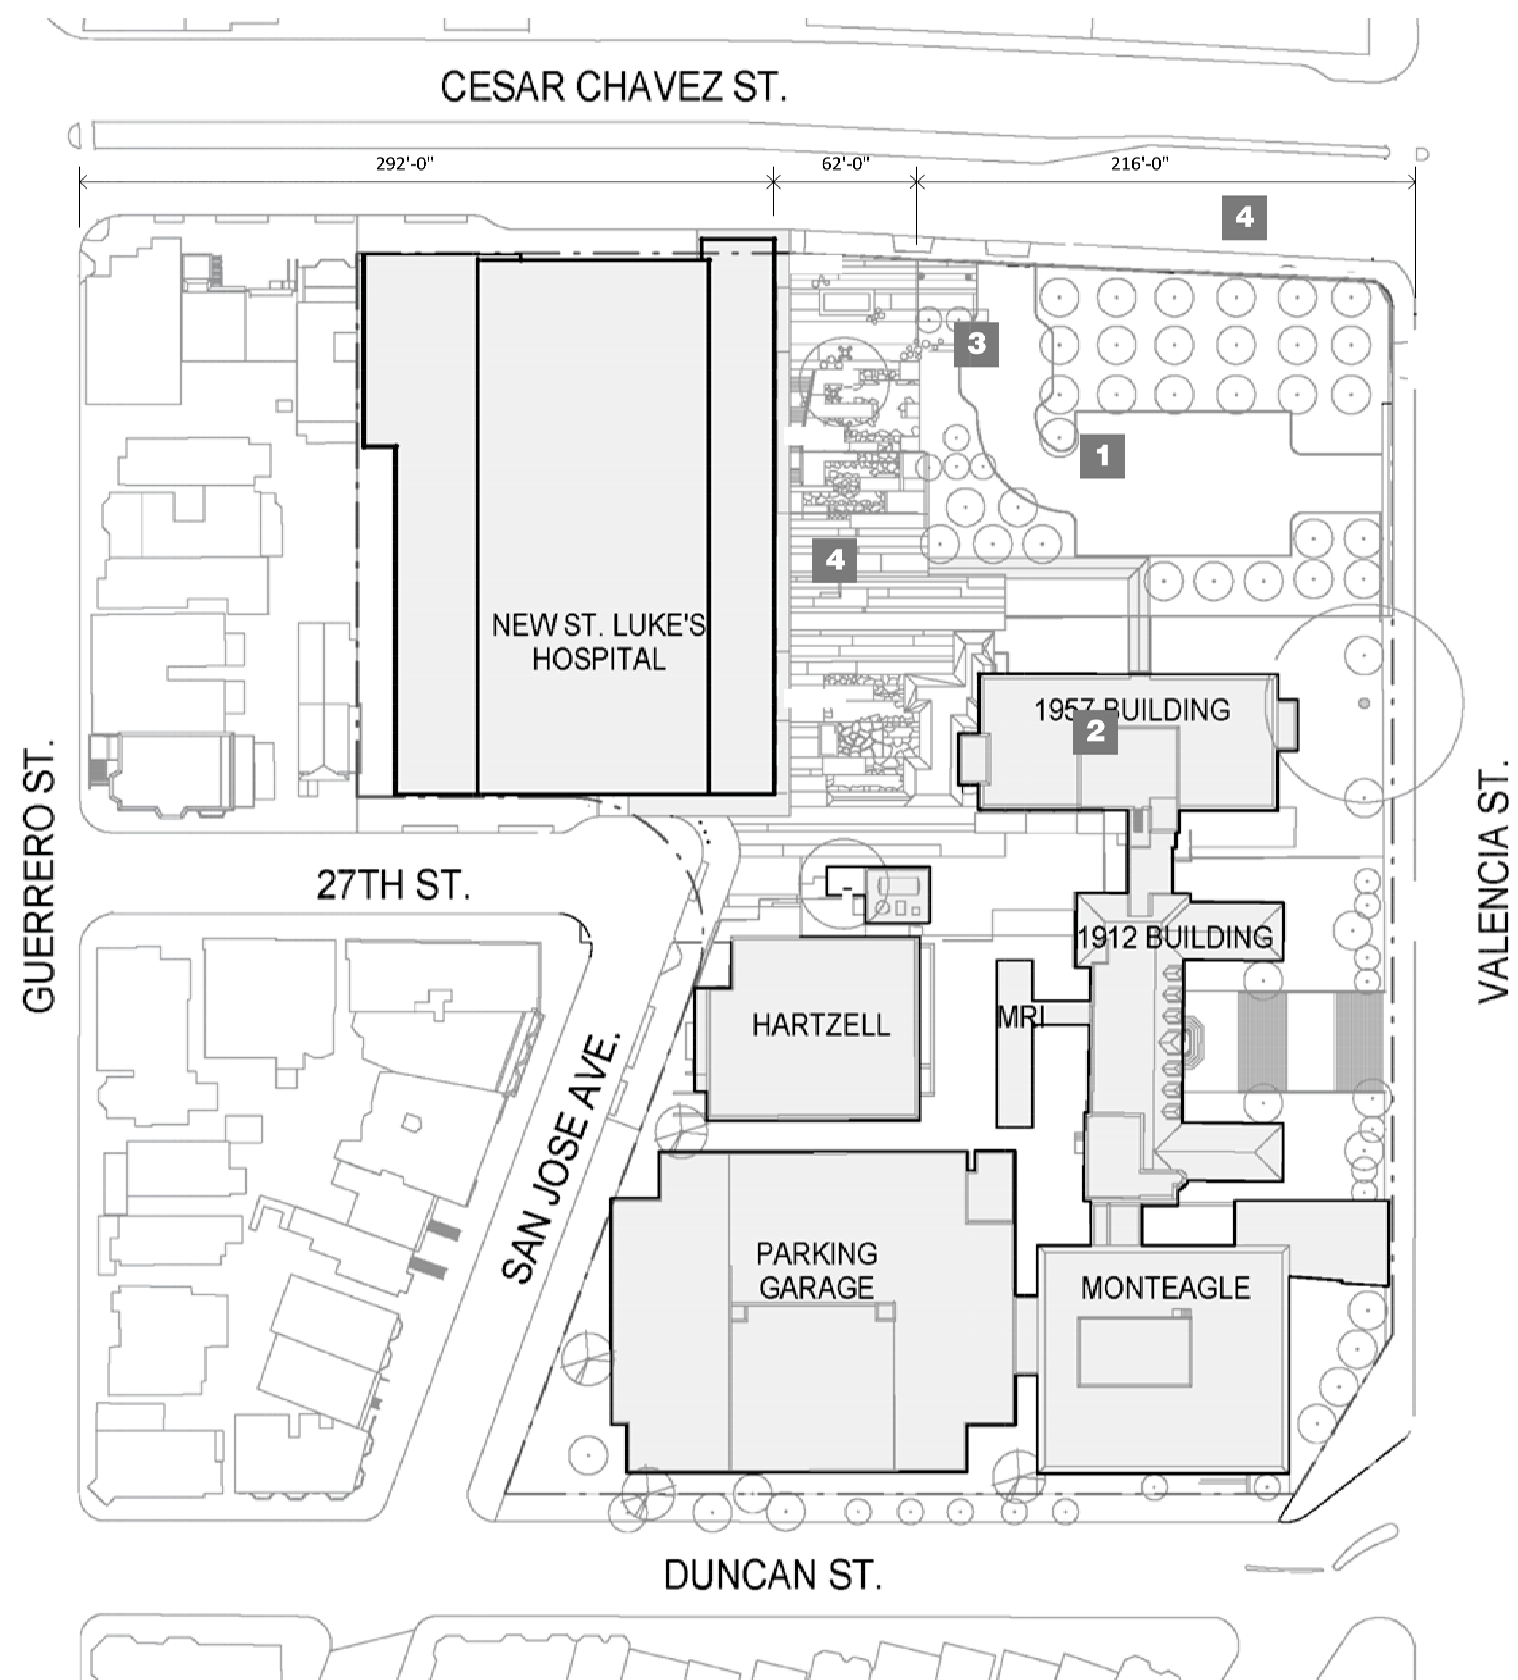 CESAR CHAVEZ ST.
292'-0"
62'-0"
216'-0"
4
3
1
4
NEW ST. LUKE'S
HOSPITAL
1957 BUILDING
2
GUERRERO ST.
VALENCIA ST.
27TH ST.
1912 BUILDING
HARTZELL
MRI
SAN JOSE AVE.
PARKING
GARAGE
MONTEAGLE
DUNCAN ST.